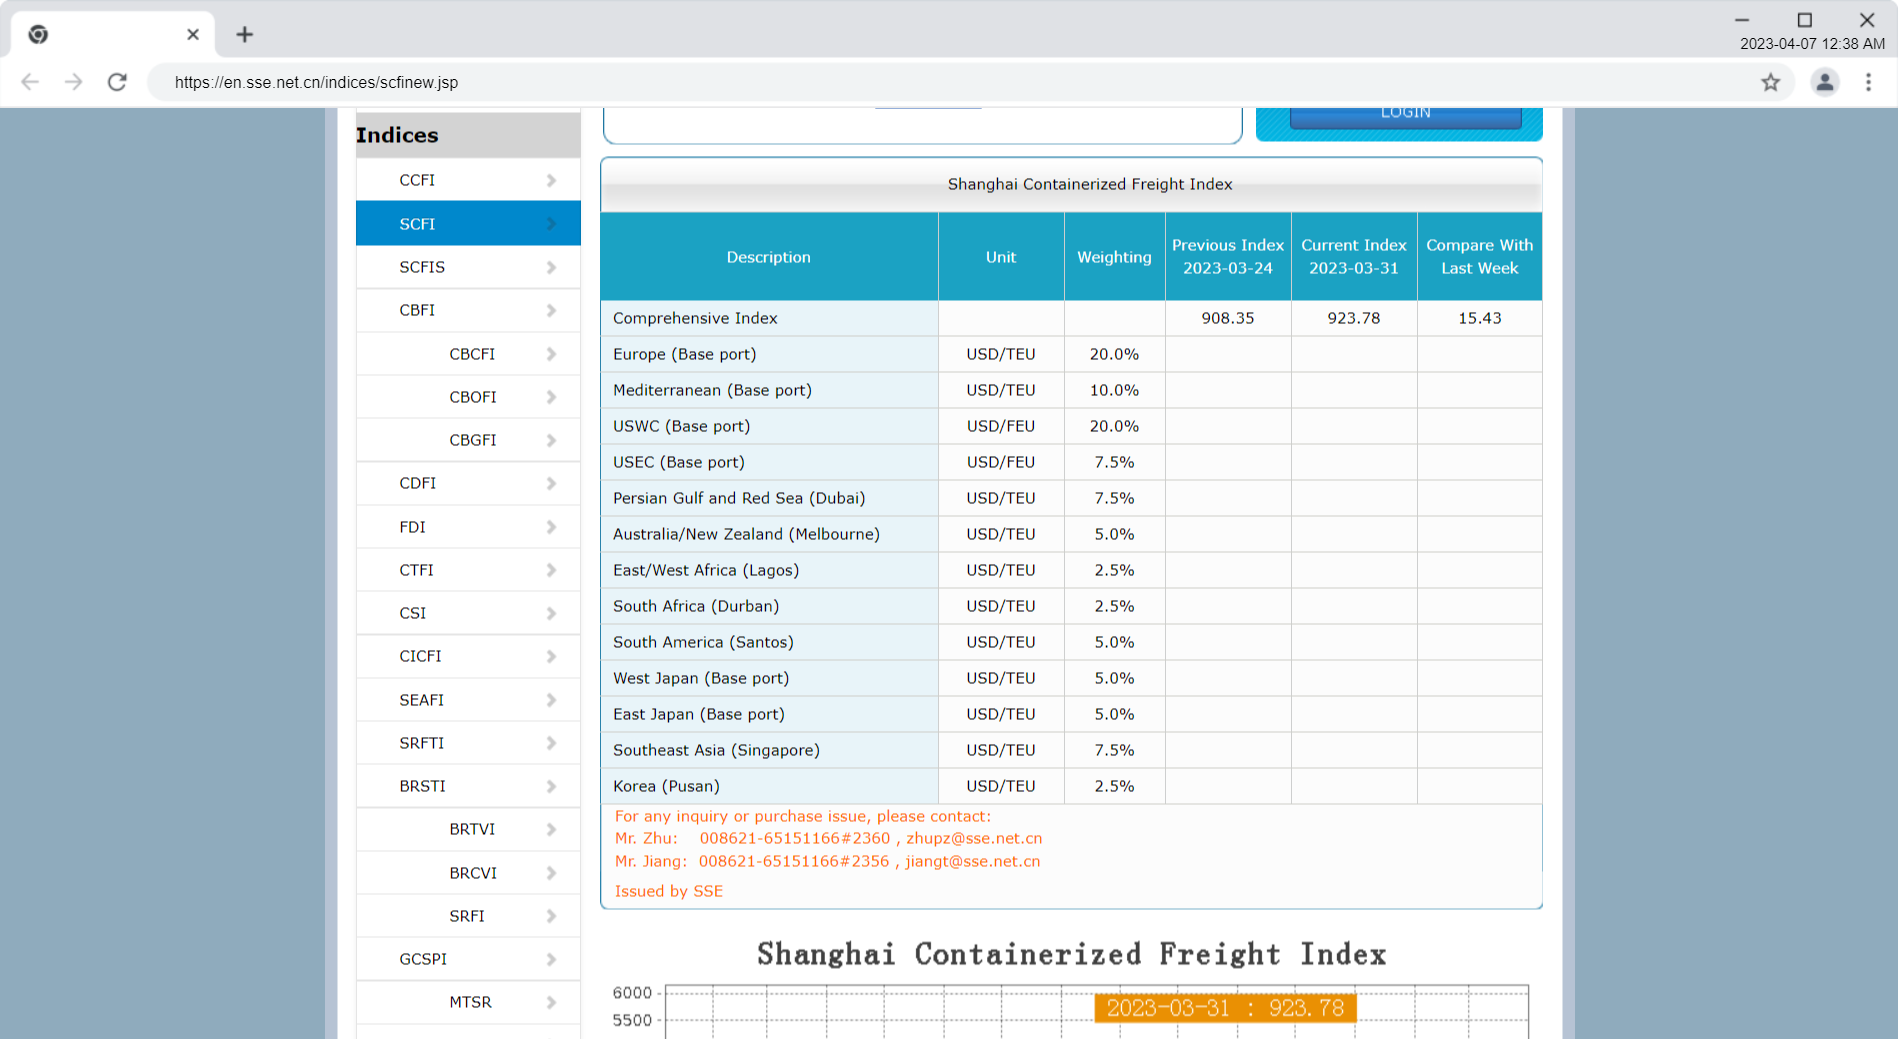 2023-04-07 12:38 AM
https://en.sse.net.cn/indices/scfinew.jsp
LOGIN
Indices
CCFI
SCFI
SCFIS
CBFI
CBCFI
CBOFI
CBGFI
CDFI
FDI
CTFI
CSI
CICFI
SEAFI
SRFTI
BRSTI
BRTVI
BRCVI
SRFI
GCSPI
MTSR
Shanghai Containerized Freight Index
Description Unit Weighting Previous Index 2023-03-24 Current Index 2023-03-31 Compare With Last Week
Comprehensive Index 908.35 923.78 15.43
Europe (Base port) USD/TEU 20.0%
Mediterranean (Base port) USD/TEU 10.0%
USWC (Base port) USD/FEU 20.0%
USEC (Base port) USD/FEU 7.5%
Persian Gulf and Red Sea (Dubai) USD/TEU 7.5%
Australia/New Zealand (Melbourne) USD/TEU 5.0%
East/West Africa (Lagos) USD/TEU 2.5%
South Africa (Durban) USD/TEU 2.5%
South America (Santos) USD/TEU 5.0%
West Japan (Base port) USD/TEU 5.0%
East Japan (Base port) USD/TEU 5.0%
Southeast Asia (Singapore) USD/TEU 7.5%
Korea (Pusan) USD/TEU 2.5%
For any inquiry or purchase issue, please contact:
Mr. Zhu: 008621-65151166#2360 , zhupz@sse.net.cn
Mr. Jiang: 008621-65151166#2356 , jiangt@sse.net.cn
Issued by SSE
Shanghai Containerized Freight Index
6000
2023-03-31 : 923.78
5500